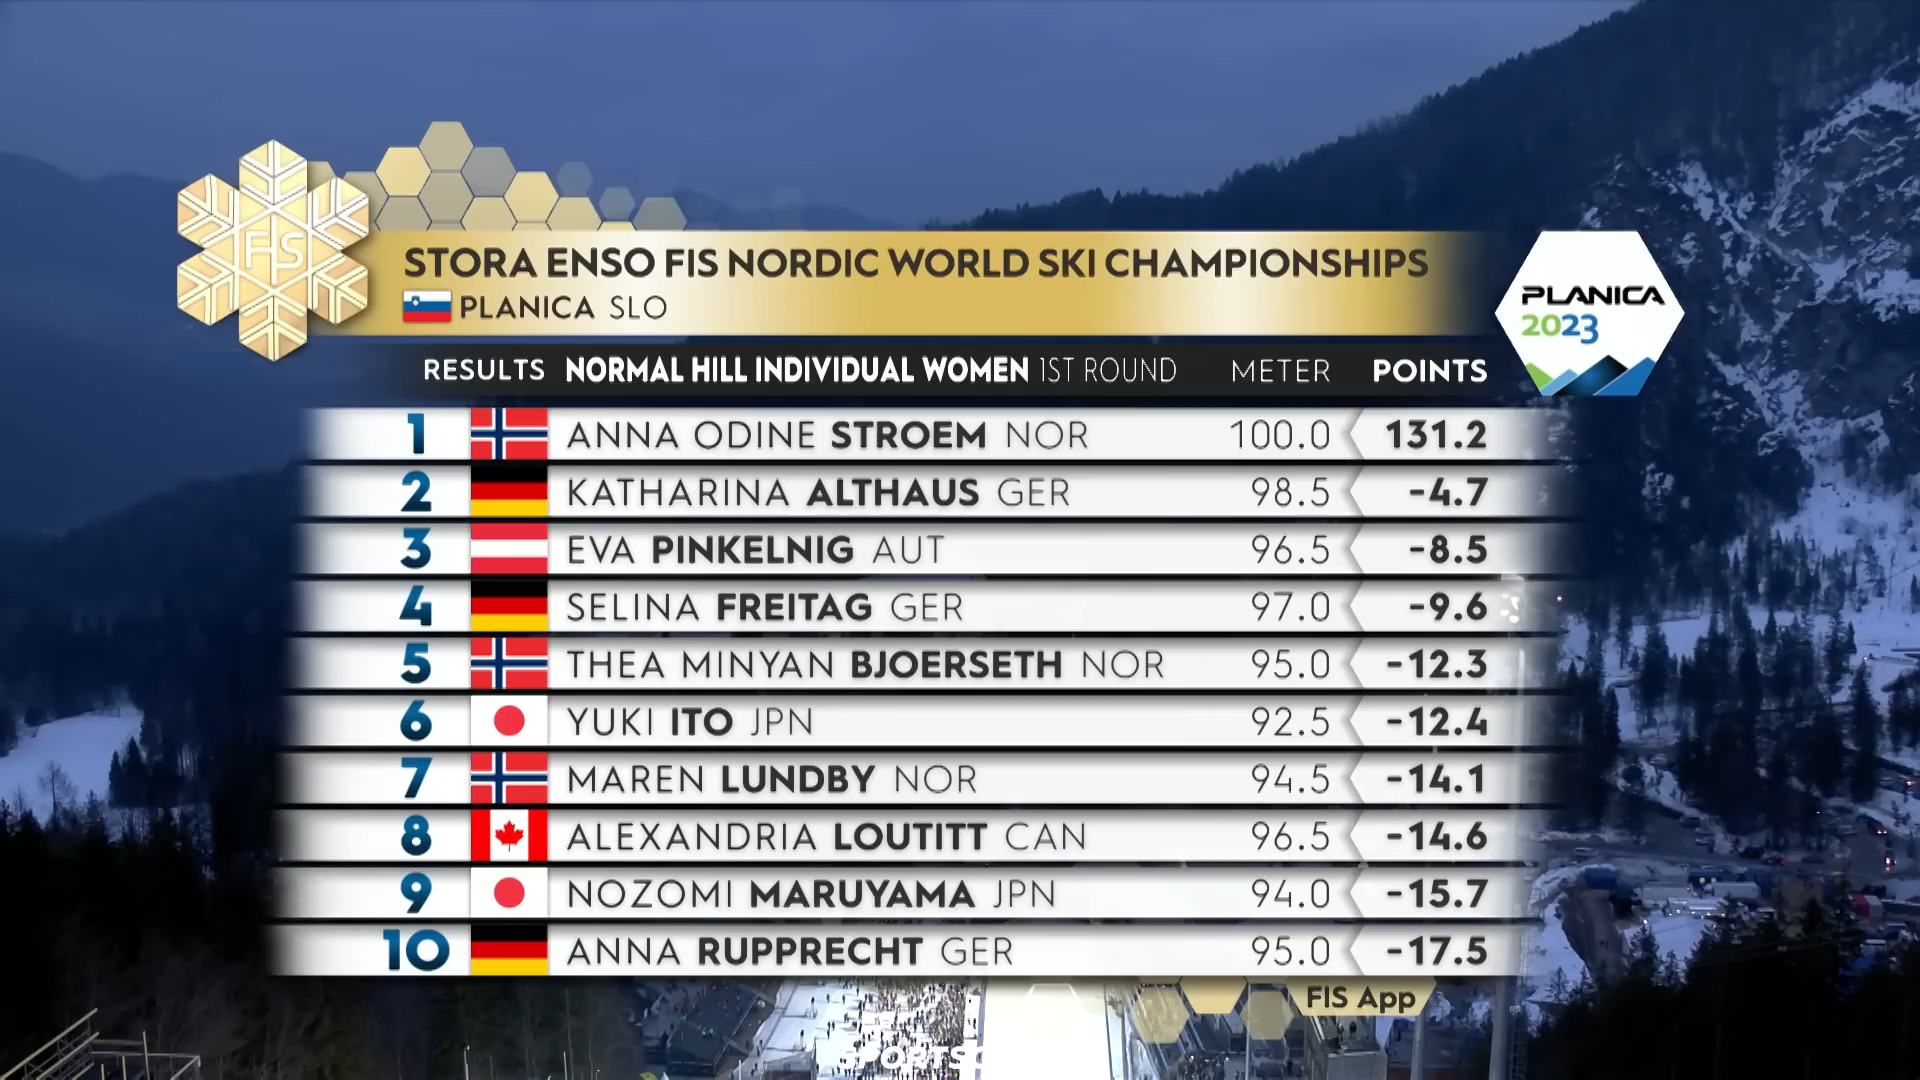 FIS
STORA ENSO FIS NORDIC WORLD SKI CHAMPIONSHIPS
PLANICA SLO
PLANICA
2023
RESULTS NORMAL HILL INDIVIDUAL WOMEN 1ST ROUND METER POINTS
1 ANNA ODINE STROEM NOR 100.0 131.2
2 KATHARINA ALTHAUS GER 98.5 -4.7
3 EVA PINKELNIG AUT 96.5 -8.5
4 SELINA FREITAG GER 97.0 -9.6
5 THEA MINYAN BJOERSETH NOR 95.0 -12.3
6 YUKI ITO JPN 92.5 -12.4
7 MAREN LUNDBY NOR 94.5 -14.1
8 ALEXANDRIA LOUTITT CAN 96.5 -14.6
9 NOZOMI MARUYAMA JPN 94.0 -15.7
10 ANNA RUPPRECHT GER 95.0 -17.5
FIS App